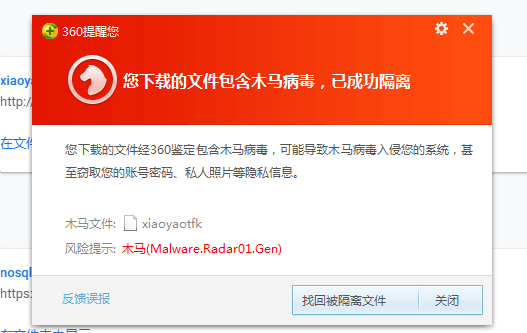 360提醒您
您下载的文件包含木马病毒，已成功隔离
xiaoya
http:/
您下载的文件经360鉴定包含木马病毒，可能导致木马病毒入侵您的系统，甚
至窃取您的账号密码、私人照片等隐私信息。
在文件
木马文件: xiaoyaotfk
风险提示: 木马(Malware.Radar01.Gen)
nosql
https:
反馈误报
找回被隔离文件
关闭